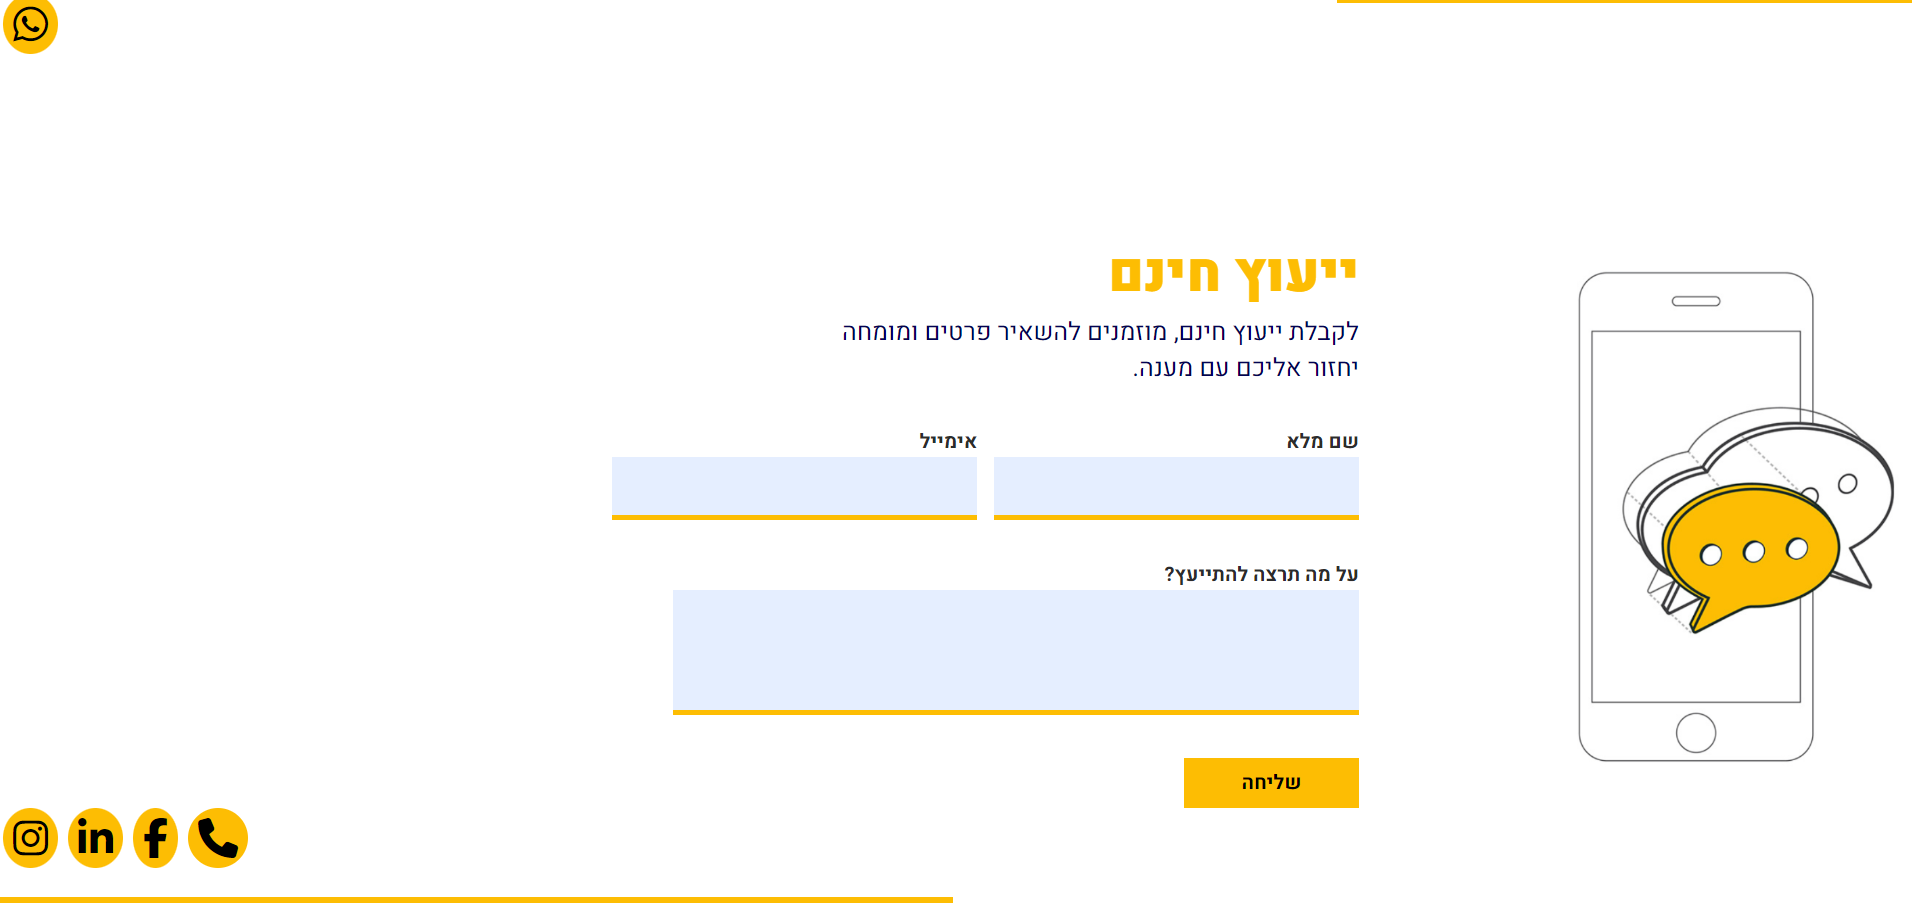 ייעוץ חינם
לקבלת ייעוץ חינם, מוזמנים להשאיר פרטים ומומחה
יחזור אליכם עם מענה.
שם מלא
אימייל
על מה תרצה להתייעץ?
שליחה